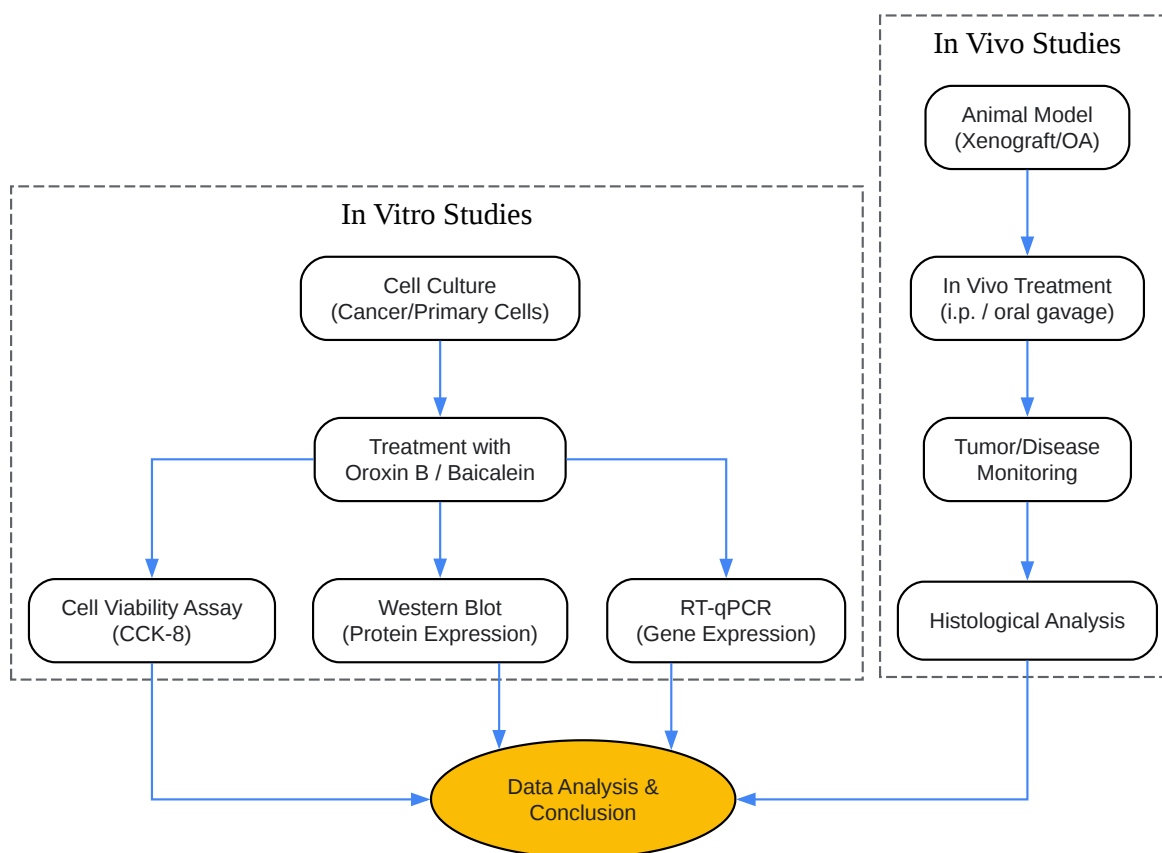 In Vitro Studies
Cell Culture
(Cancer/Primary Cells)
Treatment with
Oroxin B / Baicalein
Cell Viability Assay
(CCK-8)
Western Blot
(Protein Expression)
RT-qPCR
(Gene Expression)
In Vivo Studies
Animal Model
(Xenograft/OA)
In Vivo Treatment
(i.p. / oral gavage)
Tumor/Disease
Monitoring
Histological Analysis
Data Analysis &
Conclusion